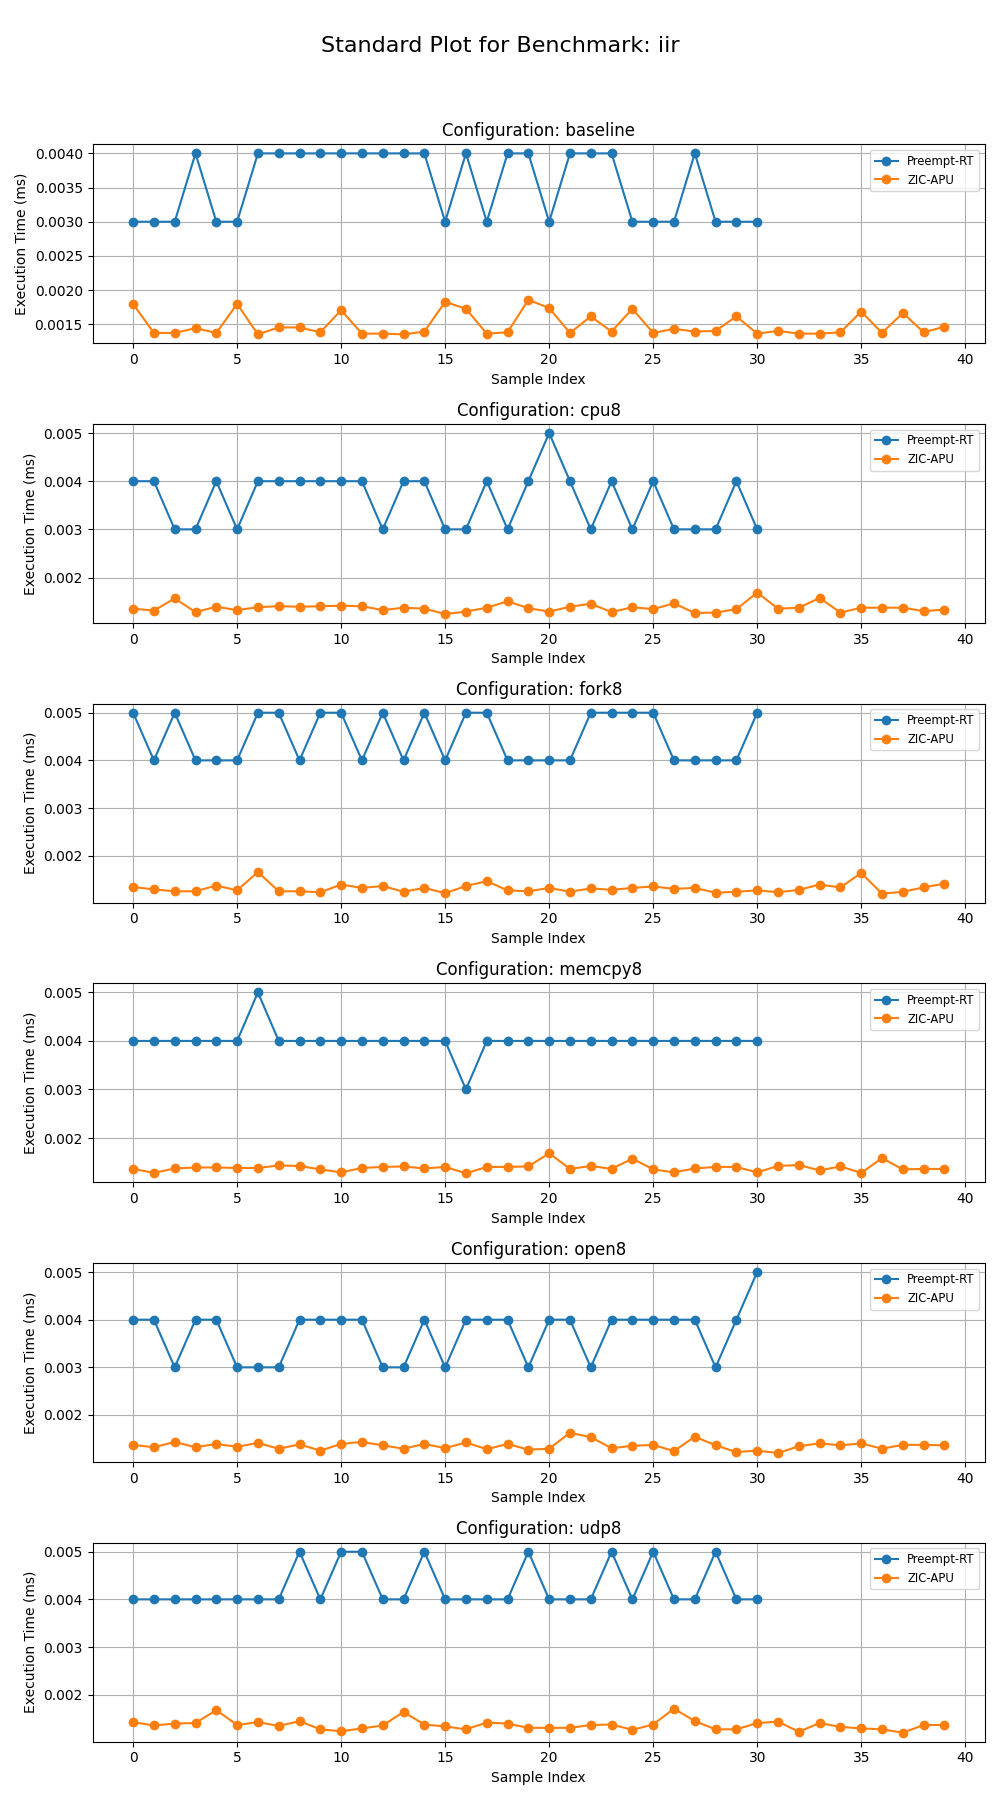 Standard Plot for Benchmark: iir
Configuration: baseline
Execution Time (ms)
0.0040
0.0035
0.0030
0.0025
0.0020
0.0015
Preempt-RT
ZIC-APU
0 5 10 15 20 25 30 35 40
Sample Index
Configuration: cpu8
Execution Time (ms)
0.005
0.004
0.003
0.002
Preempt-RT
ZIC-APU
0 5 10 15 20 25 30 35 40
Sample Index
Configuration: fork8
Execution Time (ms)
0.005
0.004
0.003
0.002
Preempt-RT
ZIC-APU
0 5 10 15 20 25 30 35 40
Sample Index
Configuration: memcpy8
Execution Time (ms)
0.005
0.004
0.003
0.002
Preempt-RT
ZIC-APU
0 5 10 15 20 25 30 35 40
Sample Index
Configuration: open8
Execution Time (ms)
0.005
0.004
0.003
0.002
Preempt-RT
ZIC-APU
0 5 10 15 20 25 30 35 40
Sample Index
Configuration: udp8
Execution Time (ms)
0.005
0.004
0.003
0.002
Preempt-RT
ZIC-APU
0 5 10 15 20 25 30 35 40
Sample Index